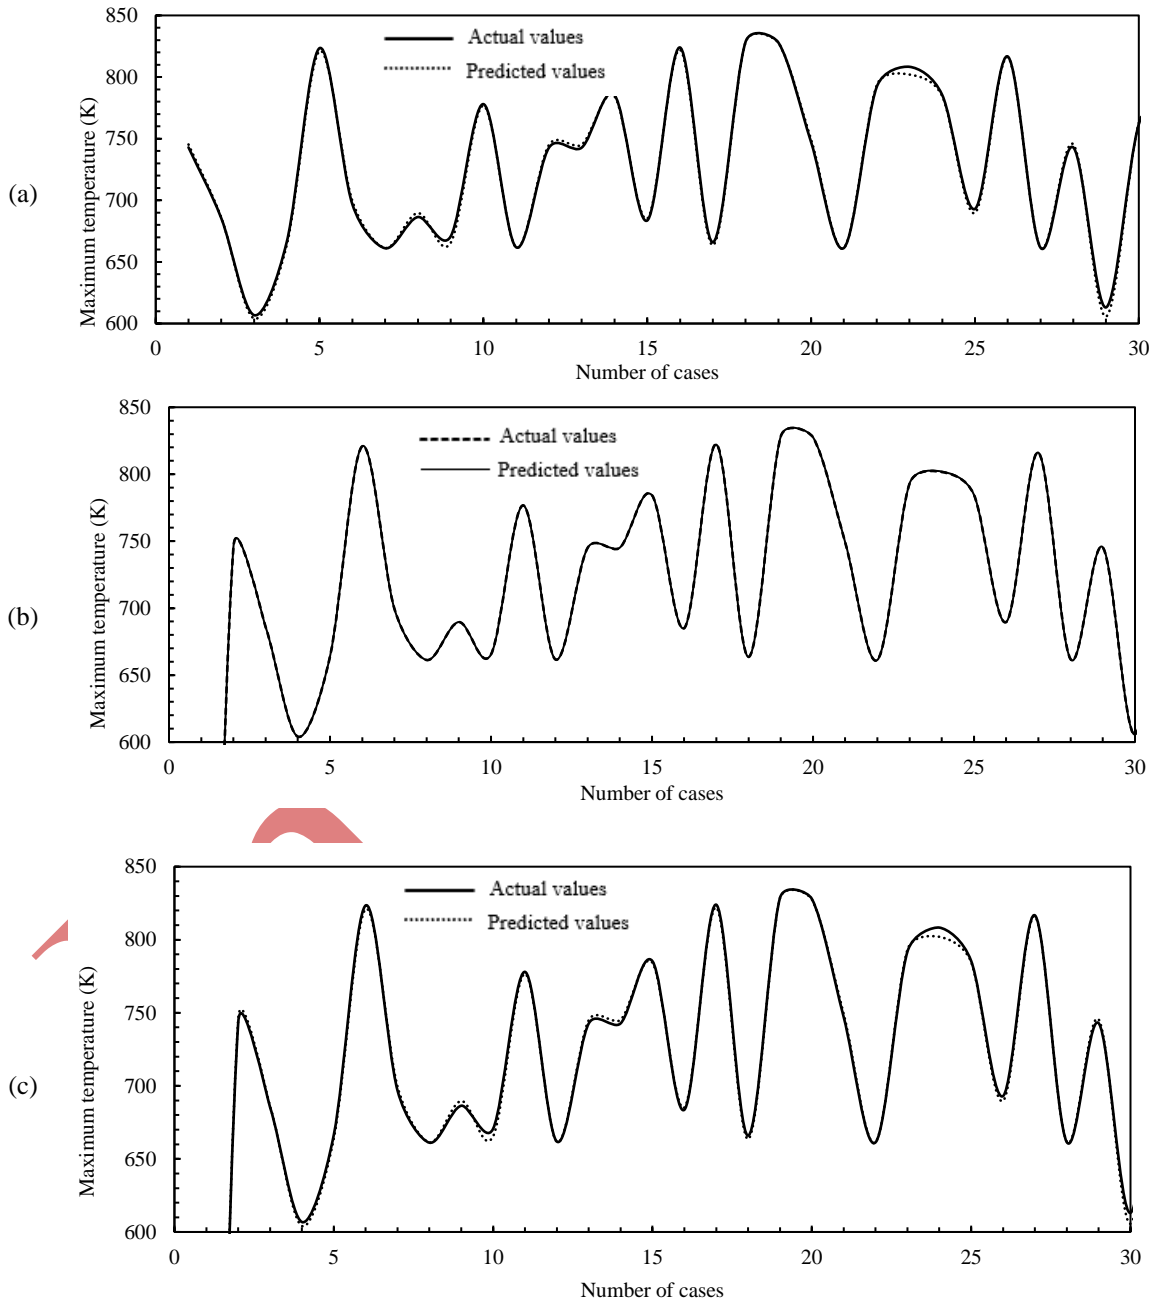 850
800
750
700
650
600
Maximum temperature (K)
Actual values
Predicted values
(a)
0 5 10 15 20 25 30
Number of cases
850
800
750
700
650
600
Maximum temperature (K)
Actual values
Predicted values
(b)
0 5 10 15 20 25 30
Number of cases
850
800
750
700
650
600
Maximum temperature (K)
Actual values
Predicted values
(c)
0 5 10 15 20 25 30
Number of cases